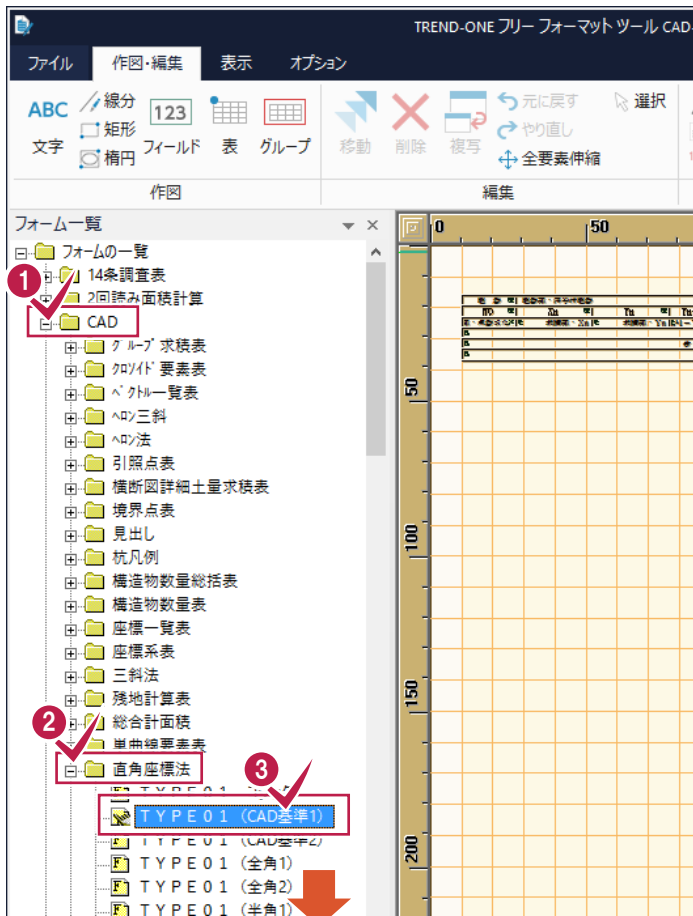 TREND-ONE フリー フォーマット ツール CAD
ファイル 作図・編集 表示 オプション
ABC 線分 123 元に戻す 選択
矩形 やり直し
文字 楕円 フィールド 表 グループ 移動 削除 複写 全要素伸縮
作図 編集
フォーム一覧
0 50
フォームの一覧
14条調査表
1
2回読み面積計算
CAD
グループ求積表
クロソイド要素表
ベクトル一覧表
ヘロン三斜
ヘロン法
引照点表
横断図詳細土量求積表
境界点表
見出し
杭凡例
構造物数量総括表
構造物数量表
座標一覧表
座標系表
三斜法
残地計算表
2
総合計面積
単曲線要素表
直角座標法
3
TYPE01
TYPE01 (CAD基準1)
TYPE01 (CAD基準2)
TYPE01 (全角1)
TYPE01 (全角2)
TYPE01 (半角1)
50
100
150
200